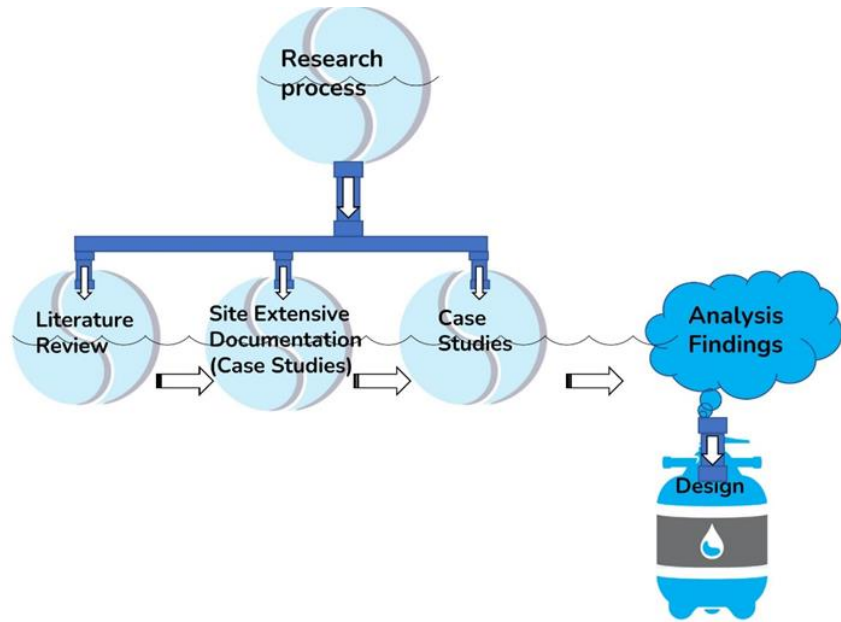 Research
process
Literature
Review
Site Extensive
Documentation
(Case Studies)
Case
Studies
Analysis
Findings
Design